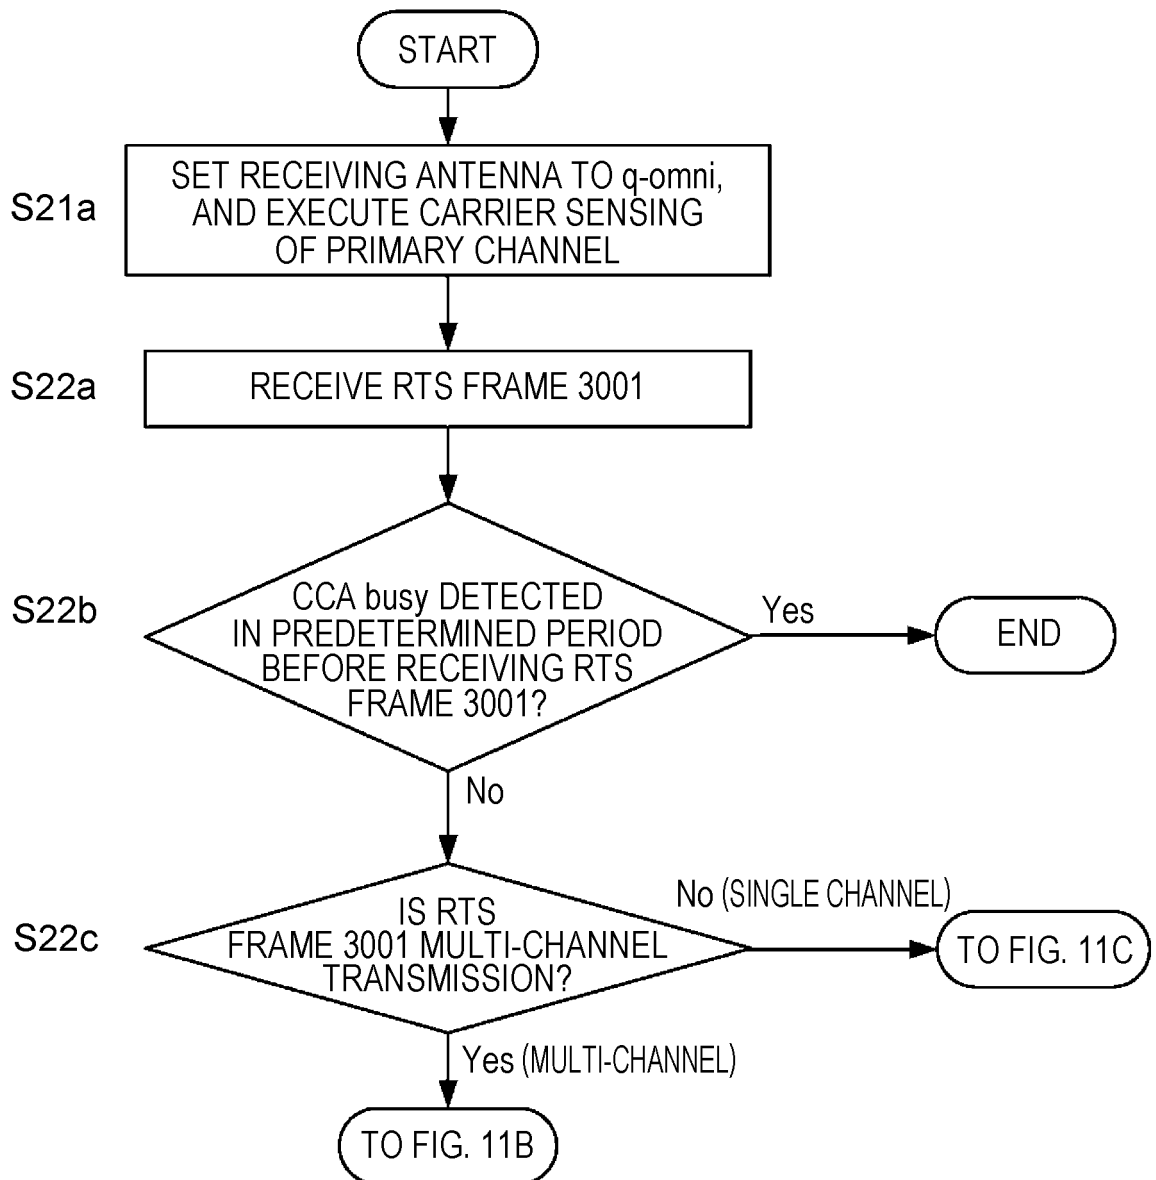 START
S21a
SET RECEIVING ANTENNA TO q-omni,
AND EXECUTE CARRIER SENSING
OF PRIMARY CHANNEL
S22a
RECEIVE RTS FRAME 3001
S22b
CCA busy DETECTED
IN PREDETERMINED PERIOD
BEFORE RECEIVING RTS
FRAME 3001?
Yes
END
No
S22c
IS RTS
FRAME 3001 MULTI-CHANNEL
TRANSMISSION?
No (SINGLE CHANNEL)
TO FIG. 11C
Yes (MULTI-CHANNEL)
TO FIG. 11B